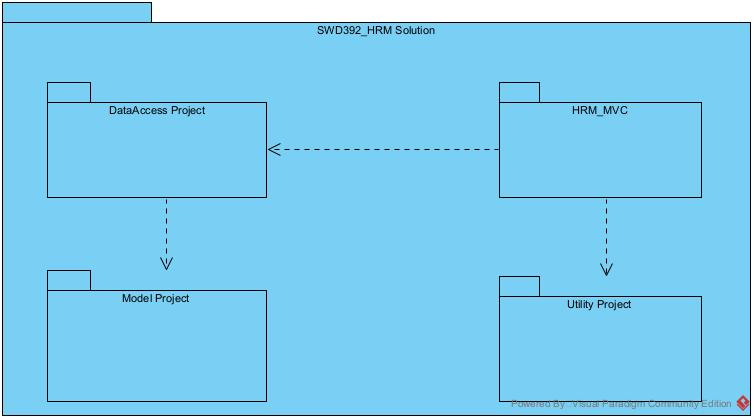 SWD392_HRM Solution
DataAccess Project
HRM_MVC
Model Project
Utility Project
Powered By: Visual Paradigm Community Edition